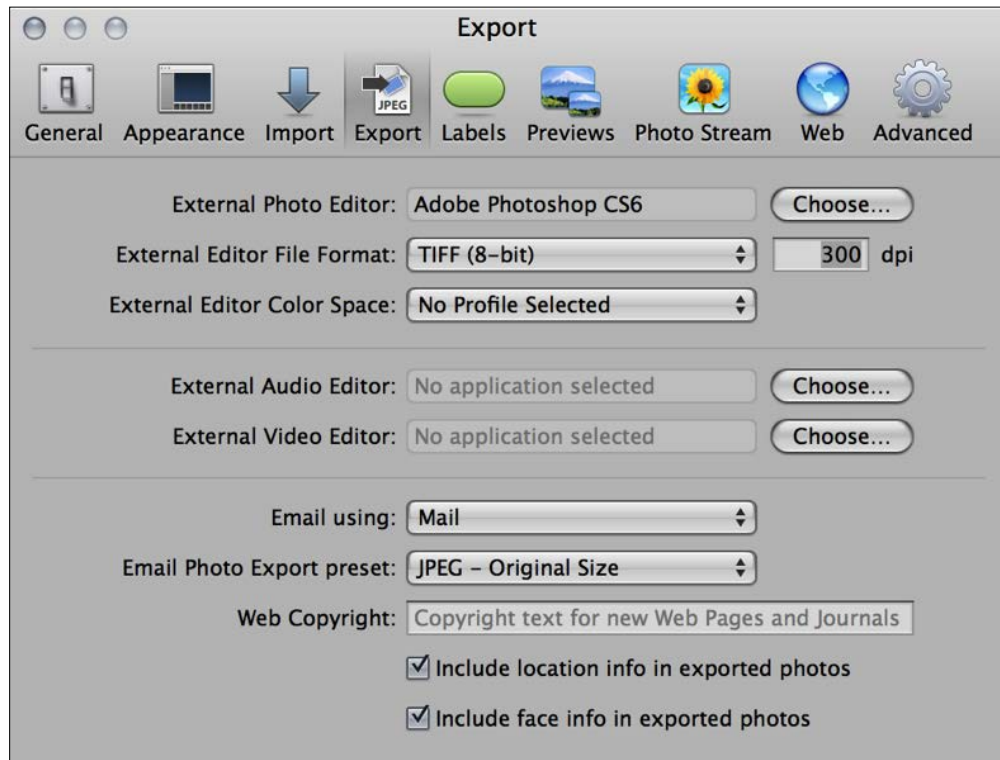 Export
JPEG
General Appearance Import Export Labels Previews Photo Stream Web Advanced
External Photo Editor: Adobe Photoshop CS6 Choose...
External Editor File Format: TIFF (8-bit) 300 dpi
External Editor Color Space: No Profile Selected
External Audio Editor: No application selected Choose...
External Video Editor: No application selected Choose...
Email using: Mail
Email Photo Export preset: JPEG - Original Size
Web Copyright: Copyright text for new Web Pages and Journals
Include location info in exported photos
Include face info in exported photos